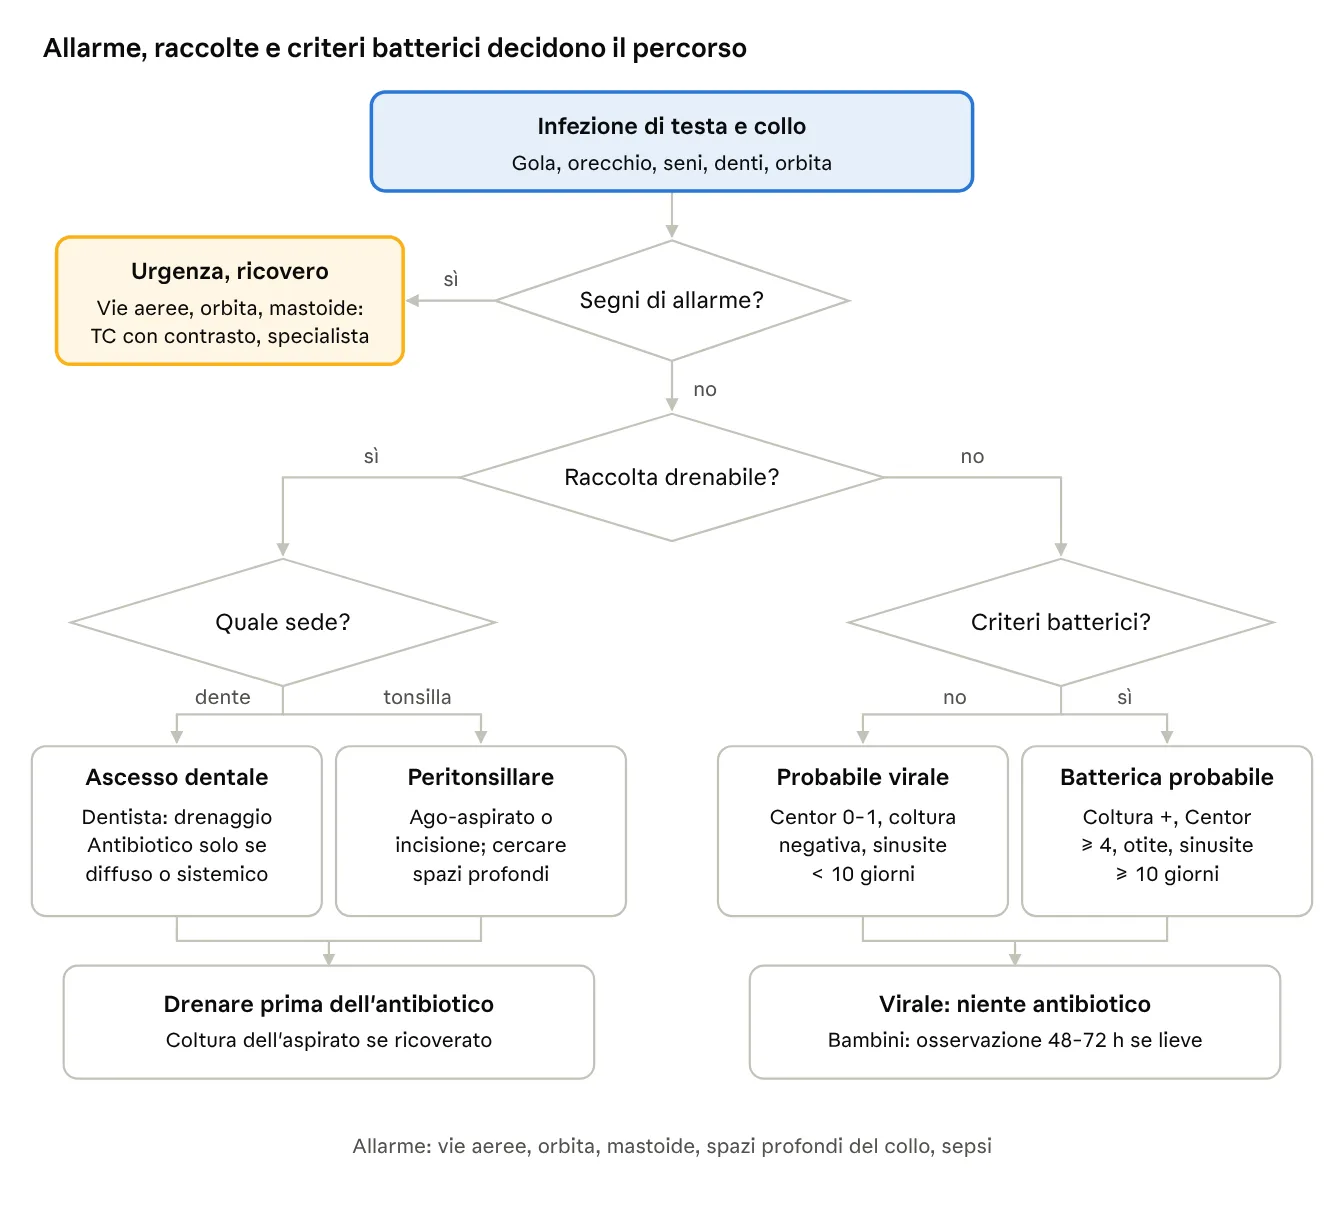 Allarme, raccolte e criteri batterici decidono il percorso
Infezione di testa e collo
Gola, orecchio, seni, denti, orbita
Urgenza, ricovero
Vie aeree, orbita, mastoide:
TC con contrasto, specialista
sì
Segni di allarme?
no
sì
Raccolta drenabile?
no
Quale sede?
Criteri batterici?
dente
tonsilla
no
sì
Ascesso dentale
Dentista: drenaggio
Antibiotico solo se
diffuso o sistemico
Peritonsillare
Ago-aspirato o
incisione; cercare
spazi profondi
Probabile virale
Centor 0-1, coltura
negativa, sinusite
< 10 giorni
Batterica probabile
Coltura +, Centor
⩾ 4, otite, sinusite
⩾ 10 giorni
Drenare prima dell'antibiotico
Coltura dell'aspirato se ricoverato
Virale: niente antibiotico
Bambini: osservazione 48-72 h se lieve
Allarme: vie aeree, orbita, mastoide, spazi profondi del collo, sepsi